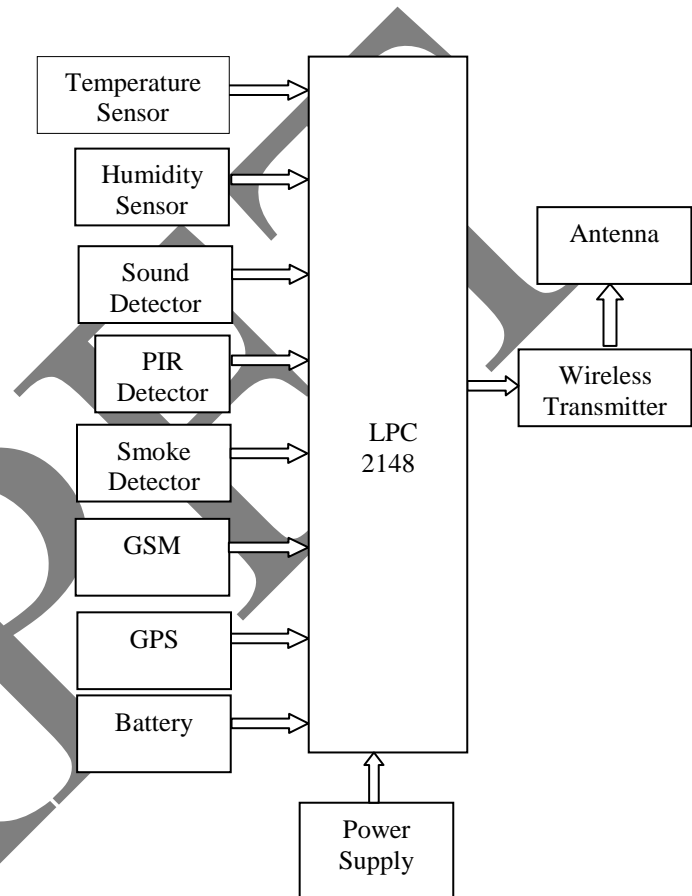 Temperature
Sensor
Humidity
Sensor
Sound
Detector
PIR
Detector
Smoke
Detector
GSM
GPS
Battery
LPC
2148
Antenna
Wireless
Transmitter
Power
Supply